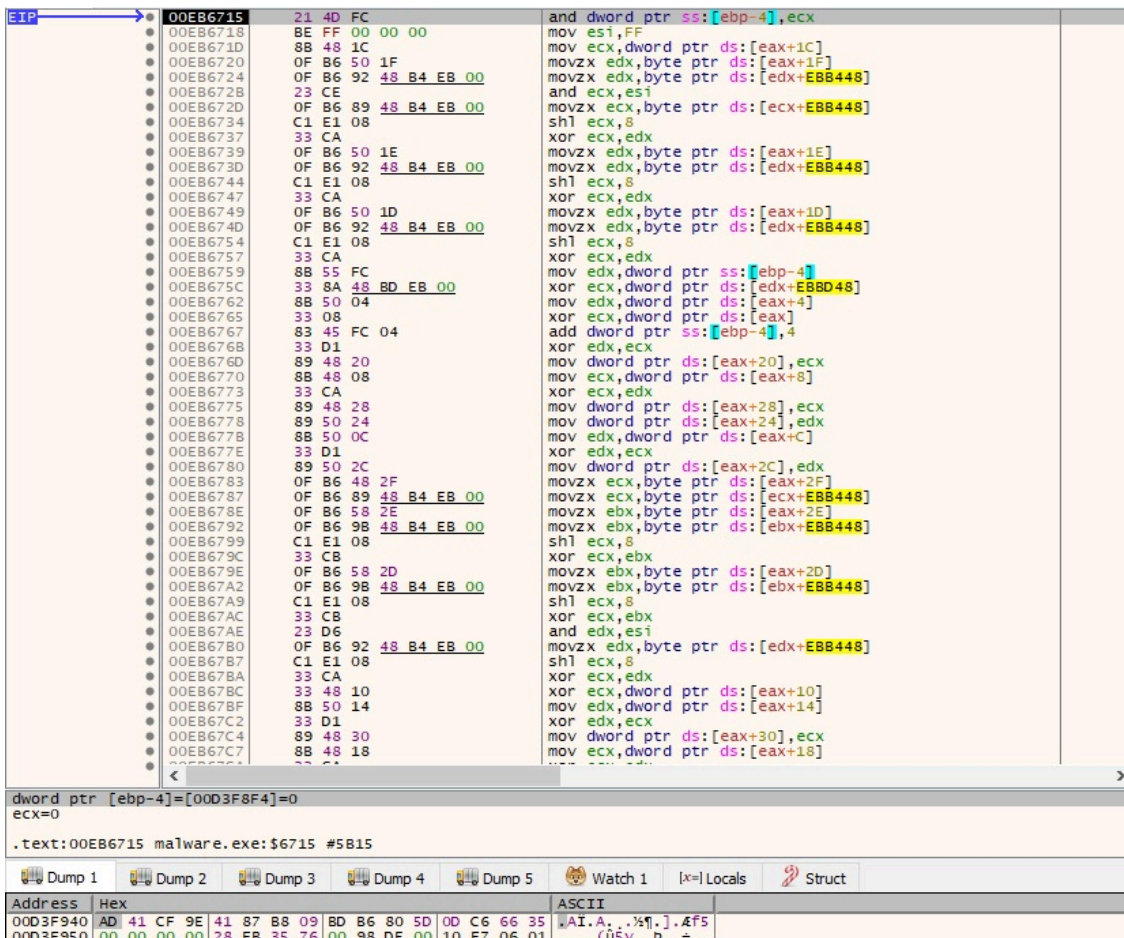 EIP
00EB6715 21 4D FC and dword ptr ss:[ebp-4],ecx
00EB6718 BE FF 00 00 00 mov esi,FF
00EB671D 8B 48 1C mov ecx,dword ptr ds:[eax+1C]
00EB6720 0F B6 50 1F movzx edx,byte ptr ds:[eax+1F]
00EB6724 0F B6 92 48 B4 EB 00 movzx edx,byte ptr ds:[edx+EBB448]
00EB672B 23 CE and ecx,esi
00EB672D 0F B6 89 48 B4 EB 00 movzx ecx,byte ptr ds:[ecx+EBB448]
00EB6734 C1 E1 08 shl ecx,8
00EB6737 33 CA xor ecx,edx
00EB6739 0F B6 50 1E movzx edx,byte ptr ds:[eax+1E]
00EB673D 0F B6 92 48 B4 EB 00 movzx edx,byte ptr ds:[edx+EBB448]
00EB6744 C1 E1 08 shl ecx,8
00EB6747 33 CA xor ecx,edx
00EB6749 0F B6 50 1D movzx edx,byte ptr ds:[eax+1D]
00EB674D 0F B6 92 48 B4 EB 00 movzx edx,byte ptr ds:[edx+EBB448]
00EB6754 C1 E1 08 shl ecx,8
00EB6757 33 CA xor ecx,edx
00EB6759 8B 55 FC mov edx,dword ptr ss:[ebp-4]
00EB675C 33 8A 48 BD EB 00 xor ecx,dword ptr ds:[edx+EBBD48]
00EB6762 8B 50 04 mov edx,dword ptr ds:[eax+4]
00EB6765 33 08 xor ecx,dword ptr ds:[eax]
00EB6767 83 45 FC 04 add dword ptr ss:[ebp-4],4
00EB676B 33 D1 xor edx,ecx
00EB676D 89 48 20 mov dword ptr ds:[eax+20],ecx
00EB6770 8B 48 08 mov ecx,dword ptr ds:[eax+8]
00EB6773 33 CA xor ecx,edx
00EB6775 89 48 28 mov dword ptr ds:[eax+28],ecx
00EB6778 89 50 24 mov dword ptr ds:[eax+24],edx
00EB677B 8B 50 0C mov edx,dword ptr ds:[eax+C]
00EB677E 33 D1 xor edx,ecx
00EB6780 89 50 2C mov dword ptr ds:[eax+2C],edx
00EB6783 0F B6 48 2F movzx ecx,byte ptr ds:[eax+2F]
00EB6787 0F B6 89 48 B4 EB 00 movzx ecx,byte ptr ds:[ecx+EBB448]
00EB678E 0F B6 58 2E movzx ebx,byte ptr ds:[eax+2E]
00EB6792 0F B6 9B 48 B4 EB 00 movzx ebx,byte ptr ds:[ebx+EBB448]
00EB6799 C1 E1 08 shl ecx,8
00EB679C 33 CB xor ecx,ebx
00EB679E 0F B6 58 2D movzx ebx,byte ptr ds:[eax+2D]
00EB67A2 0F B6 9B 48 B4 EB 00 movzx ebx,byte ptr ds:[ebx+EBB448]
00EB67A9 C1 E1 08 shl ecx,8
00EB67AC 33 CB xor ecx,ebx
00EB67AE 23 D6 and edx,esi
00EB67B0 0F B6 92 48 B4 EB 00 movzx edx,byte ptr ds:[edx+EBB448]
00EB67B7 C1 E1 08 shl ecx,8
00EB67BA 33 CA xor ecx,edx
00EB67BC 33 48 10 xor ecx,dword ptr ds:[eax+10]
00EB67BF 8B 50 14 mov edx,dword ptr ds:[eax+14]
00EB67C2 33 D1 xor edx,ecx
00EB67C4 89 48 30 mov dword ptr ds:[eax+30],ecx
00EB67C7 8B 48 18 mov ecx,dword ptr ds:[eax+18]
dword ptr [ebp-4]=[00D3F8F4]=0
ecx=0
.text:00EB6715 malware.exe:$6715 #5B15
Dump 1 Dump 2 Dump 3 Dump 4 Dump 5 Watch 1 [x=] Locals Struct
Address Hex ASCII
00D3F940 AD 41 CF 9E 41 87 B8 09 BD B6 80 5D 0D C6 66 35 .AÏ.A.¸.½¶.].Æf5